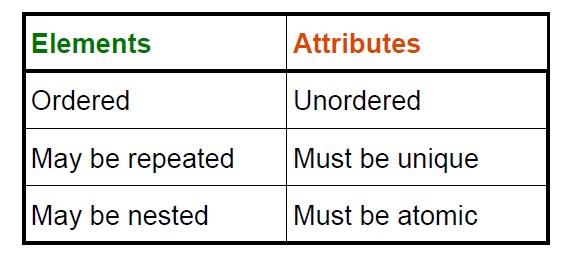 Elements Attributes
Ordered Unordered
May be repeated Must be unique
May be nested Must be atomic